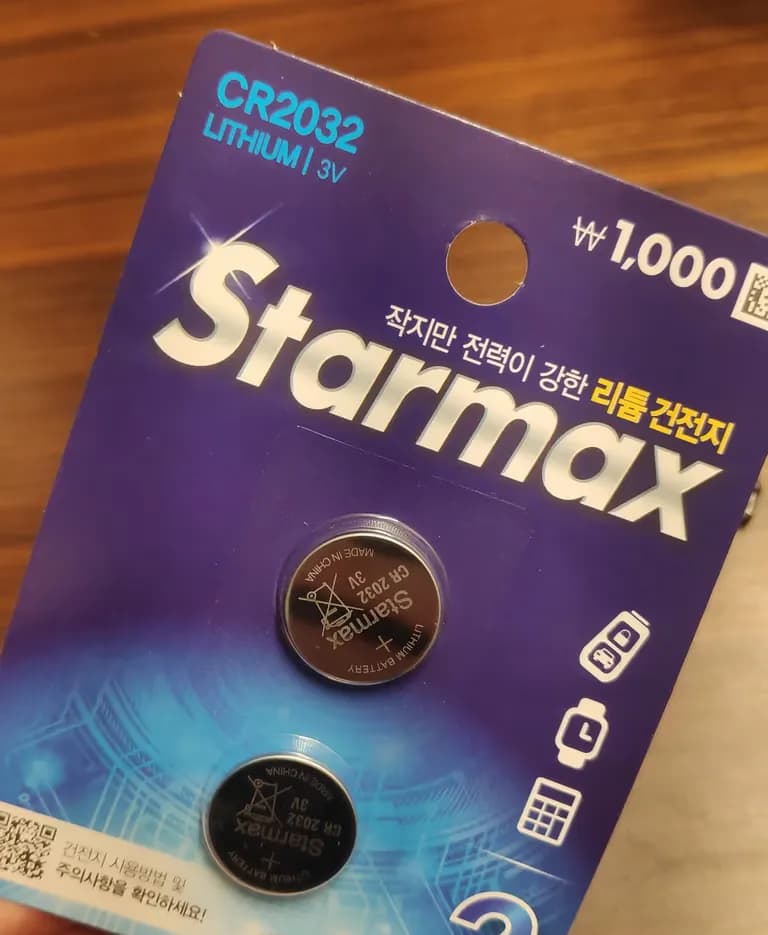 CR2032
LITHIUM | 3V
₩1,000
작지만 전력이 강한 리튬 건전지
Starmax
MADE IN CHINA
3V
CR 2032
Starmax
+
LITHIUM BATTERY
MADE IN CHINA
3V
CR 2032
Starmax
+
LITHIUM BATTERY
건전지 사용방법 및
주의사항을 확인하세요!
2